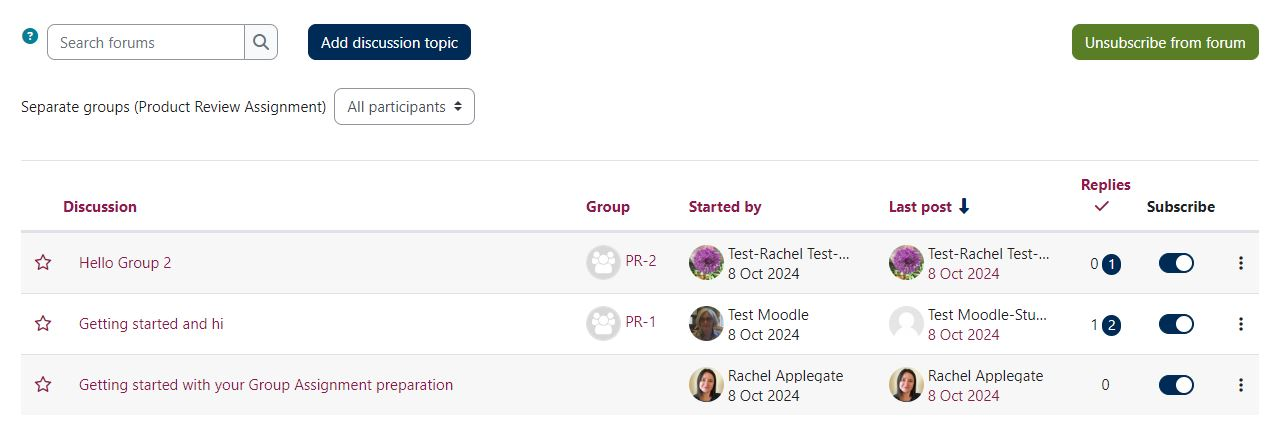 ?
Search forums
Add discussion topic
Unsubscribe from forum
Separate groups (Product Review Assignment) All participants
Discussion Group Started by Last post Replies Subscribe
Hello Group 2 PR-2 Test-Rachel Test-... Test-Rachel Test-... 0 1
8 Oct 2024 8 Oct 2024
Getting started and hi PR-1 Test Moodle Test Moodle-Stu... 1 2
8 Oct 2024 8 Oct 2024
Getting started with your Group Assignment preparation Rachel Applegate Rachel Applegate 0
8 Oct 2024 8 Oct 2024